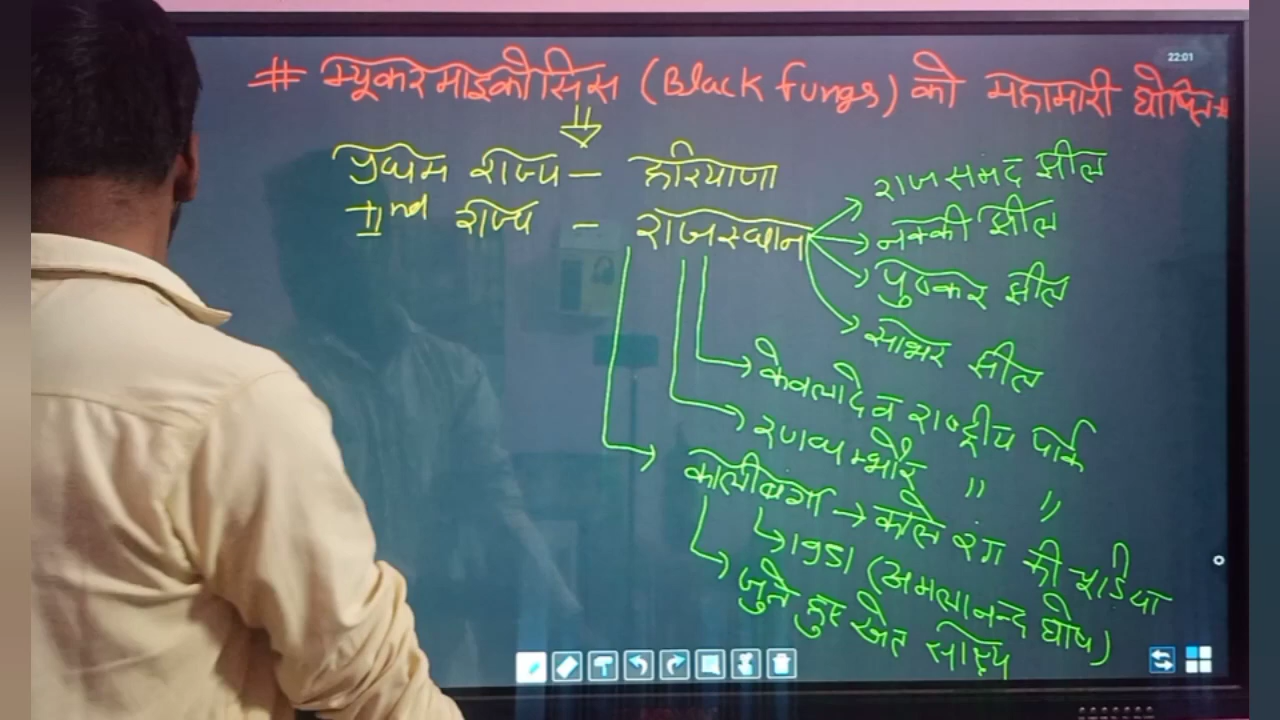 22:01
# म्यूकरमाइकोसिस (Black fungs) को महामारी घोषित
प्रथम राज्य – हरियाणा
IInd राज्य – राजस्थान
राजसमंद झील
नक्की झील
पुष्कर झील
सांभर झील
केवलादेव राष्ट्रीय पार्क
रणथम्भौर " "
कालीबंगा → काले रंग की चूडिया
1951 (अमलानन्द घोष)
जुते हुए खेत साक्ष्य